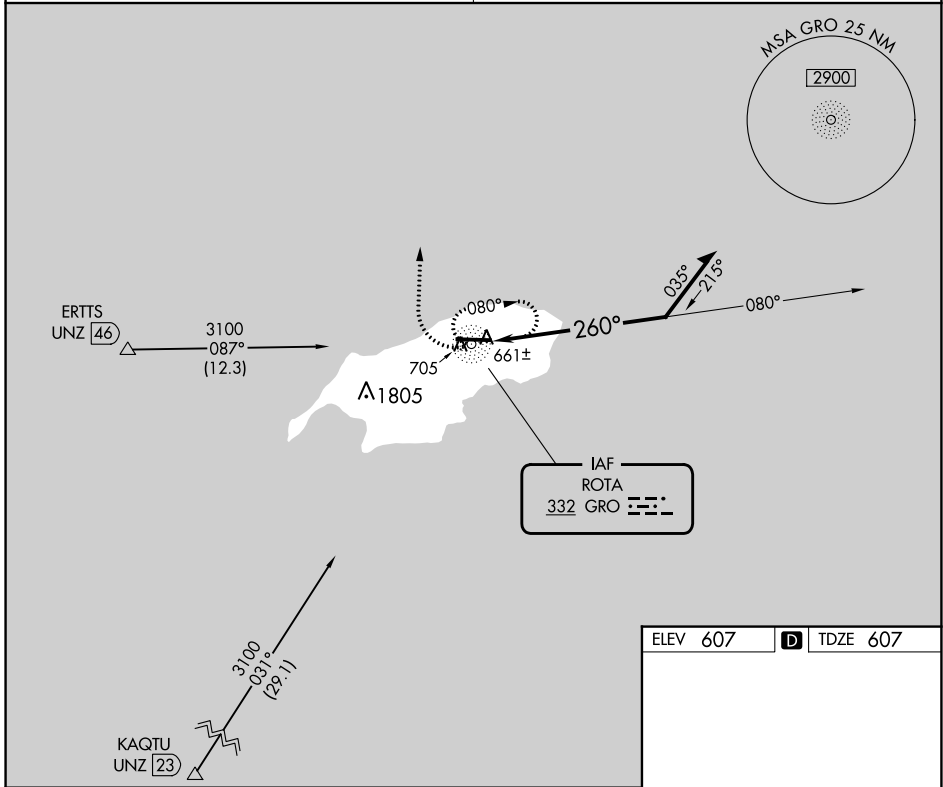 MSA GRO 25 NM
2900
035°
215°
080°
080°
260°
ERTTS
UNZ 46
3100
087°
(12.3)
705
661±
1805
IAF
ROTA
332 GRO
3100
031°
(29.1)
KAQTU
UNZ 23
ELEV 607 D TDZE 607